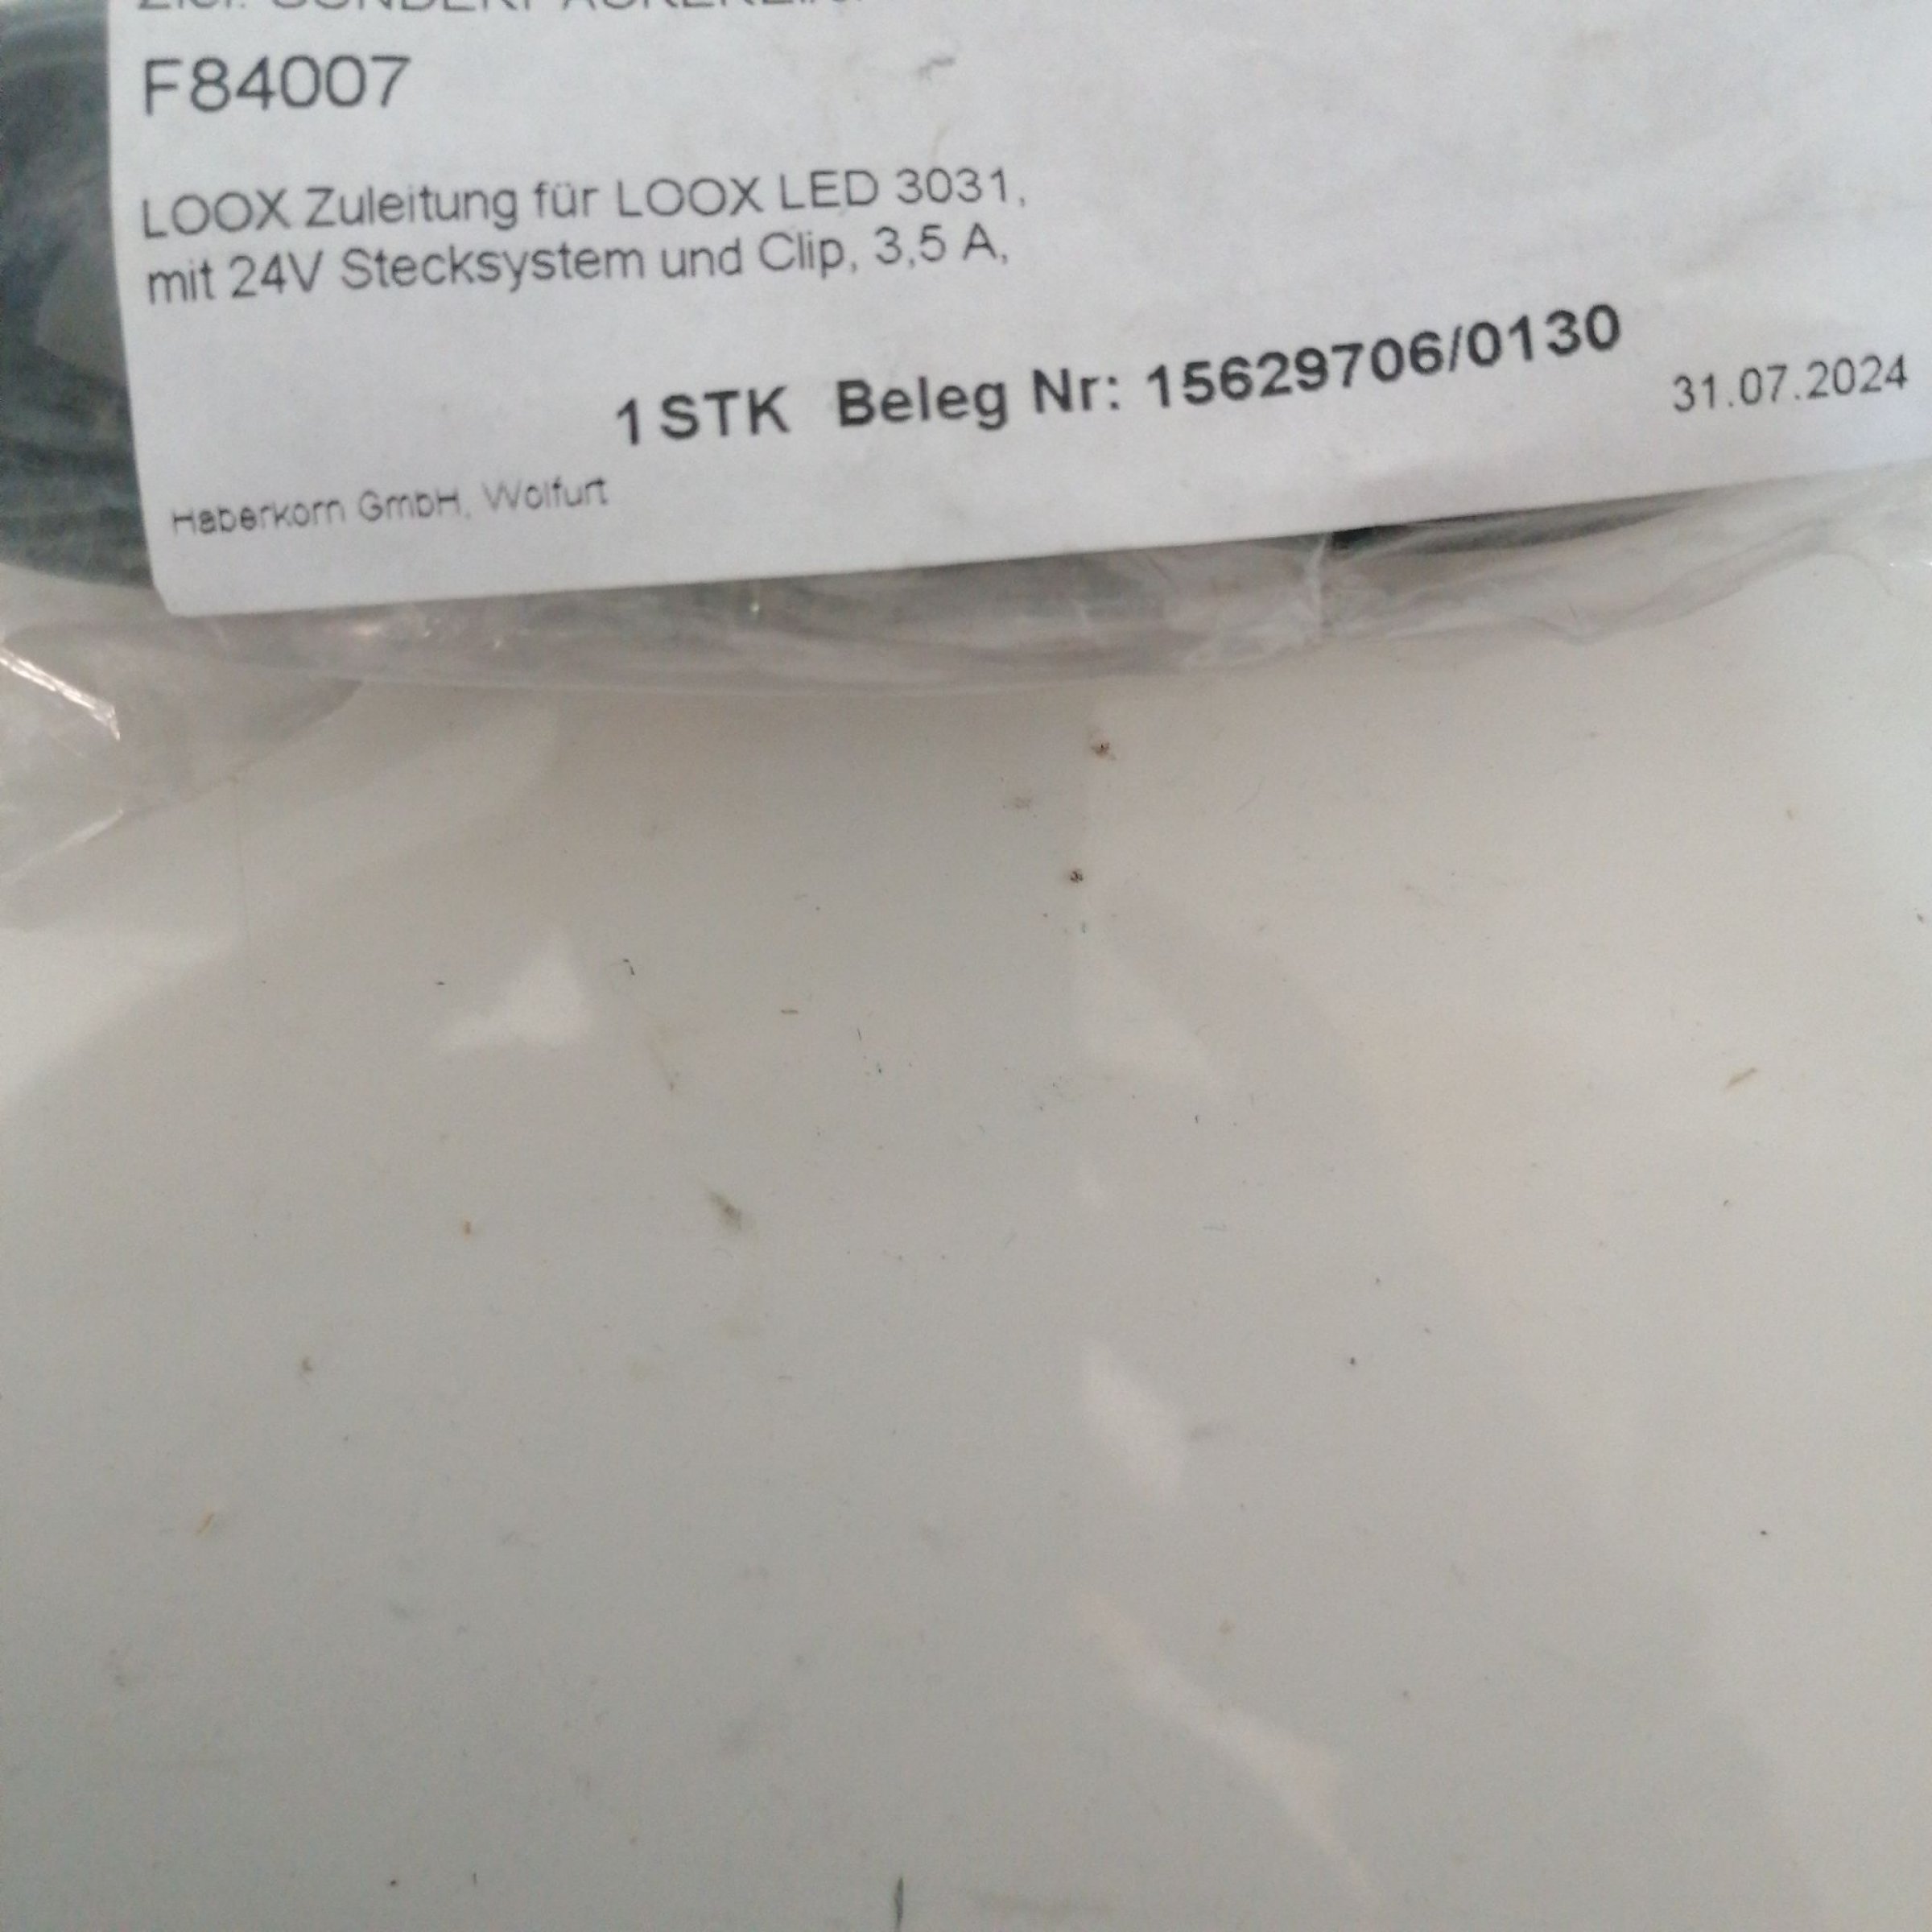 F84007
LOOX Zuleitung für LOOX LED 3031,
mit 24V Stecksystem und Clip, 3,5 A,
1 STK Beleg Nr: 15629706/0130
31.07.2024
Haberkorn GmbH, Wolfurt